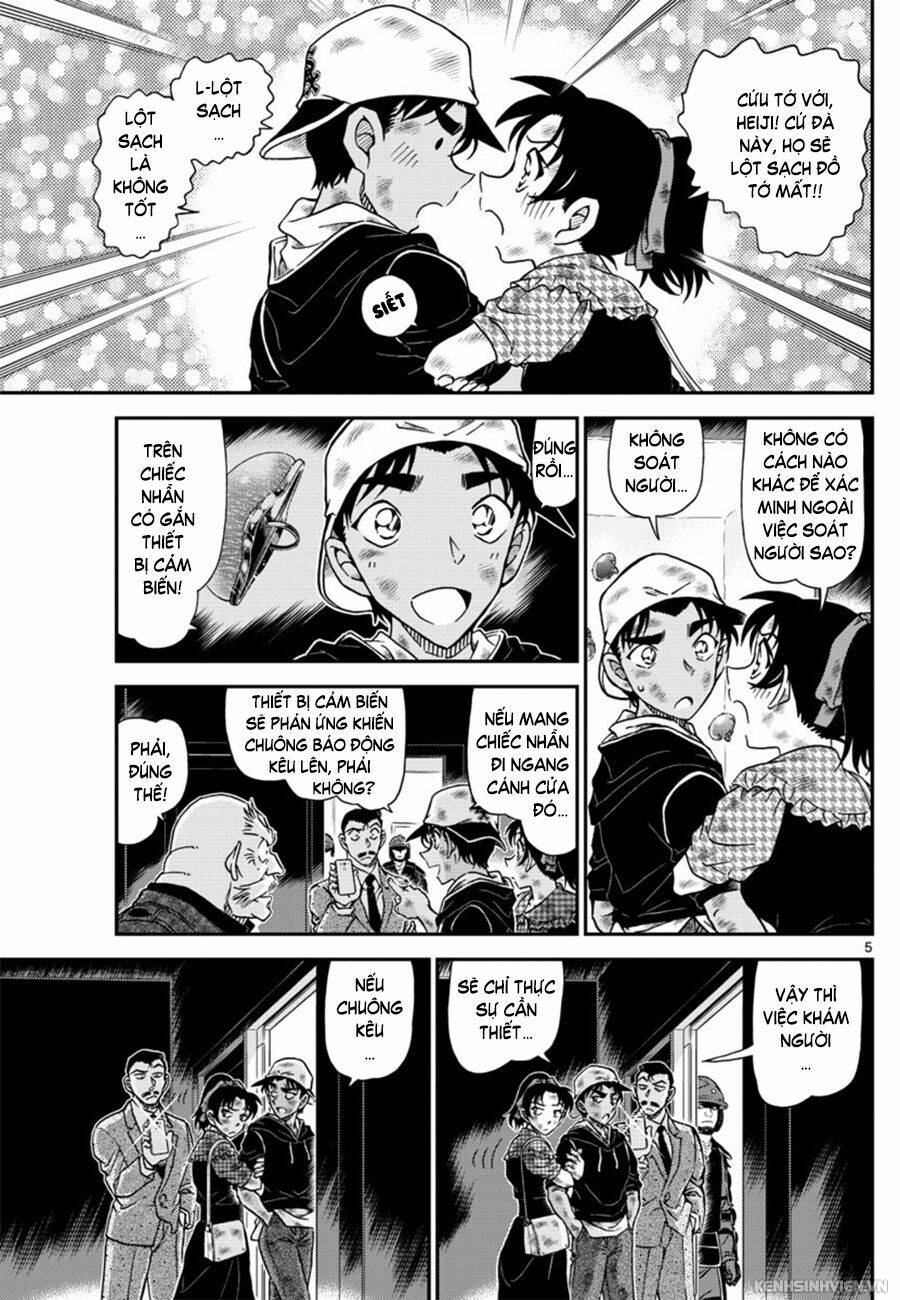 CỨU TỚ VỚI,
HEIJI! CỨ ĐÀ
NÀY, HỌ SẼ
LỘT SẠCH ĐỒ
TỚ MẤT!!
SIẾT
L-LỘT
SẠCH
...
LỘT
SẠCH
LÀ
KHÔNG
TỐT
...
KHÔNG CÓ
CÁCH NÀO
KHÁC ĐỂ XÁC
MINH NGOÀI
VIỆC SOÁT
NGƯỜI SAO?
KHÔNG
SOÁT
NGƯỜI...
ĐÚNG
RỒI...
TRÊN
CHIẾC
NHẪN
CÓ GẮN
THIẾT
BỊ CẢM
BIẾN!
NẾU MANG
CHIẾC NHẪN
ĐI NGANG
CÁNH CỬA
ĐÓ...
THIẾT BỊ CẢM BIẾN
SẼ PHẢN ỨNG KHIẾN
CHUÔNG BÁO ĐỘNG
KÊU LÊN, PHẢI
KHÔNG?
PHẢI,
ĐÚNG
THẾ!
5
VẬY THÌ
VIỆC KHÁM
NGƯỜI
...
SẼ CHỈ THỰC
SỰ CẦN
THIẾT...
NẾU
CHUÔNG
KÊU
...
KENHSINHVIEN.VN